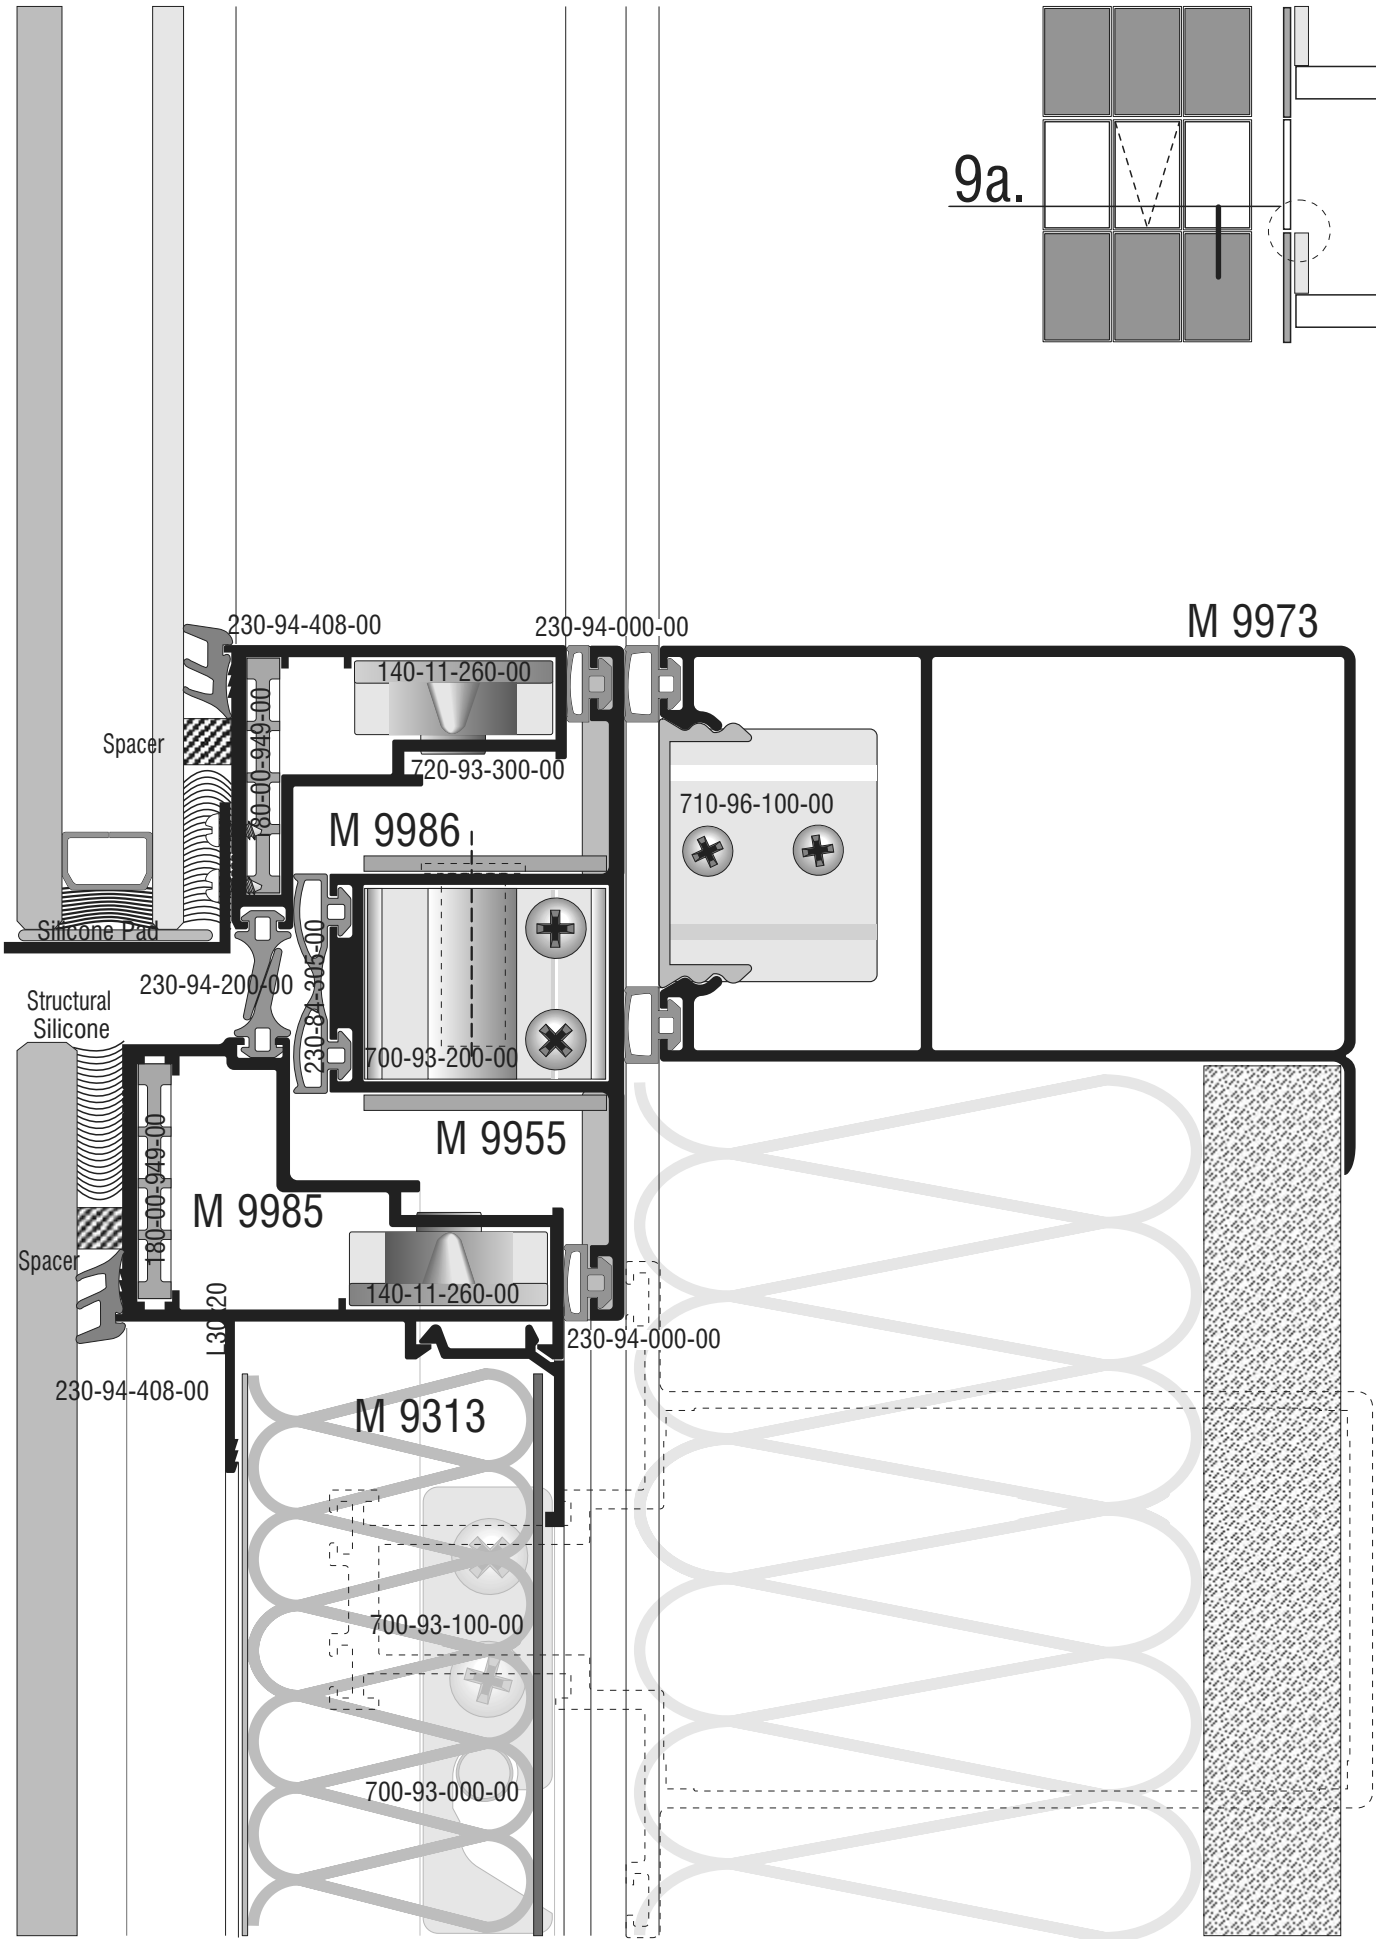 9a.
M 9973
230-94-408-00
230-94-000-00
140-11-260-00
180-00-949-00
Spacer
720-93-300-00
710-96-100-00
M 9986
Silicone Pad
230-94-200-00
230-84-305-00
Structural
Silicone
700-93-200-00
M 9955
180-00-949-00
M 9985
Spacer
140-11-260-00
L30x20
230-94-000-00
230-94-408-00
M 9313
700-93-100-00
700-93-000-00